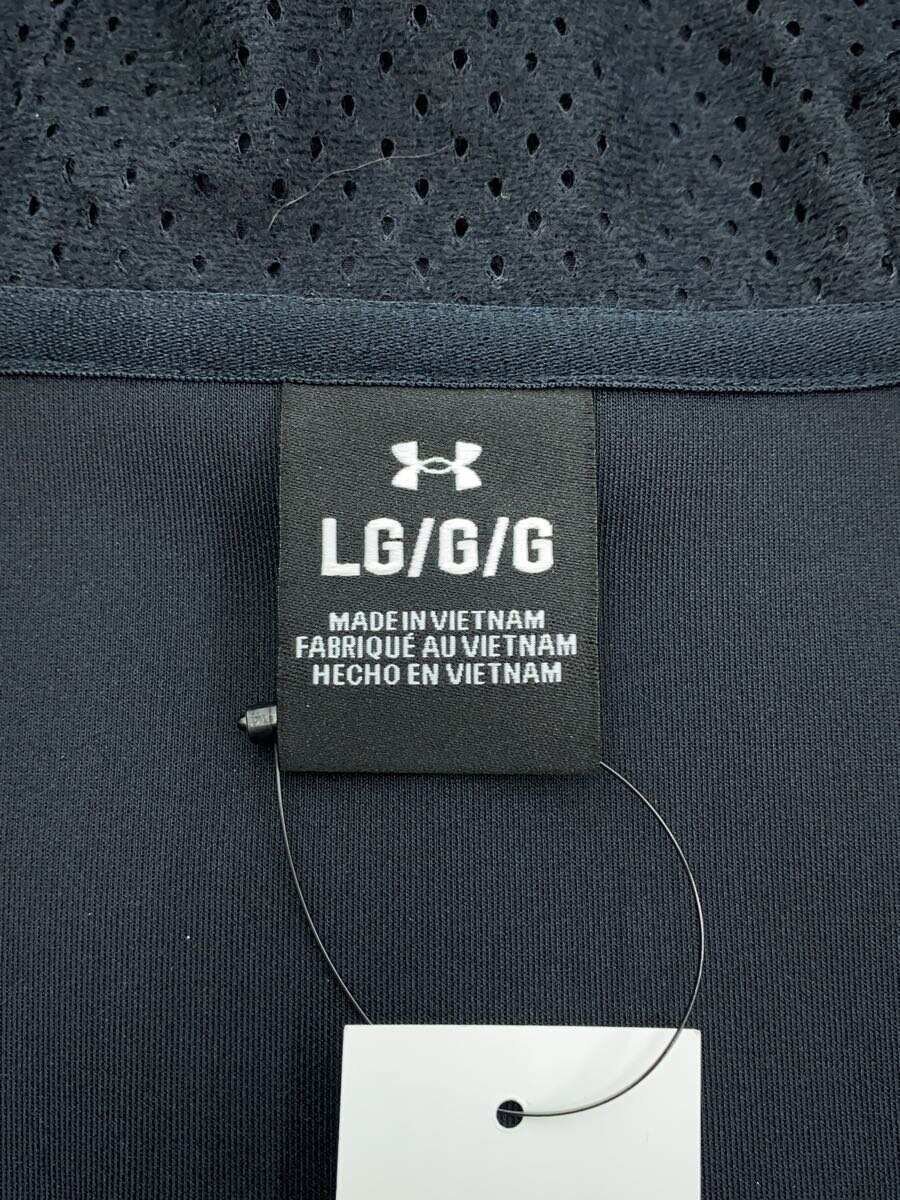 LG/G/G
MADE IN VIETNAM
FABRIQUÉ AU VIETNAM
HECHO EN VIETNAM